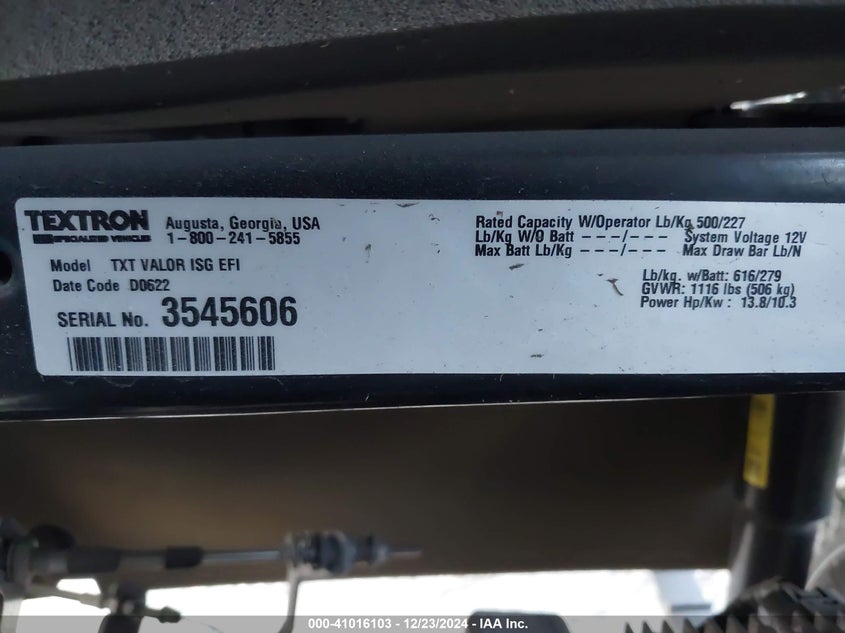 TEXTRON
SPECIALIZED VEHICLES
Augusta, Georgia, USA
1-800-241-5855
Model TXT VALOR ISG EFI
Date Code D0622
SERIAL No. 3545606
Rated Capacity W/Operator Lb/Kg 500/227
Lb/Kg W/O Batt - - - / - - - System Voltage 12V
Max Batt Lb/Kg - - - / - - - Max Draw Bar Lb/N
Lb/kg. w/Batt: 616/279
GVWR: 1116 lbs (506 kg)
Power Hp/Kw : 13.8/10.3
000-41016103 - 12/23/2024 - IAA Inc.